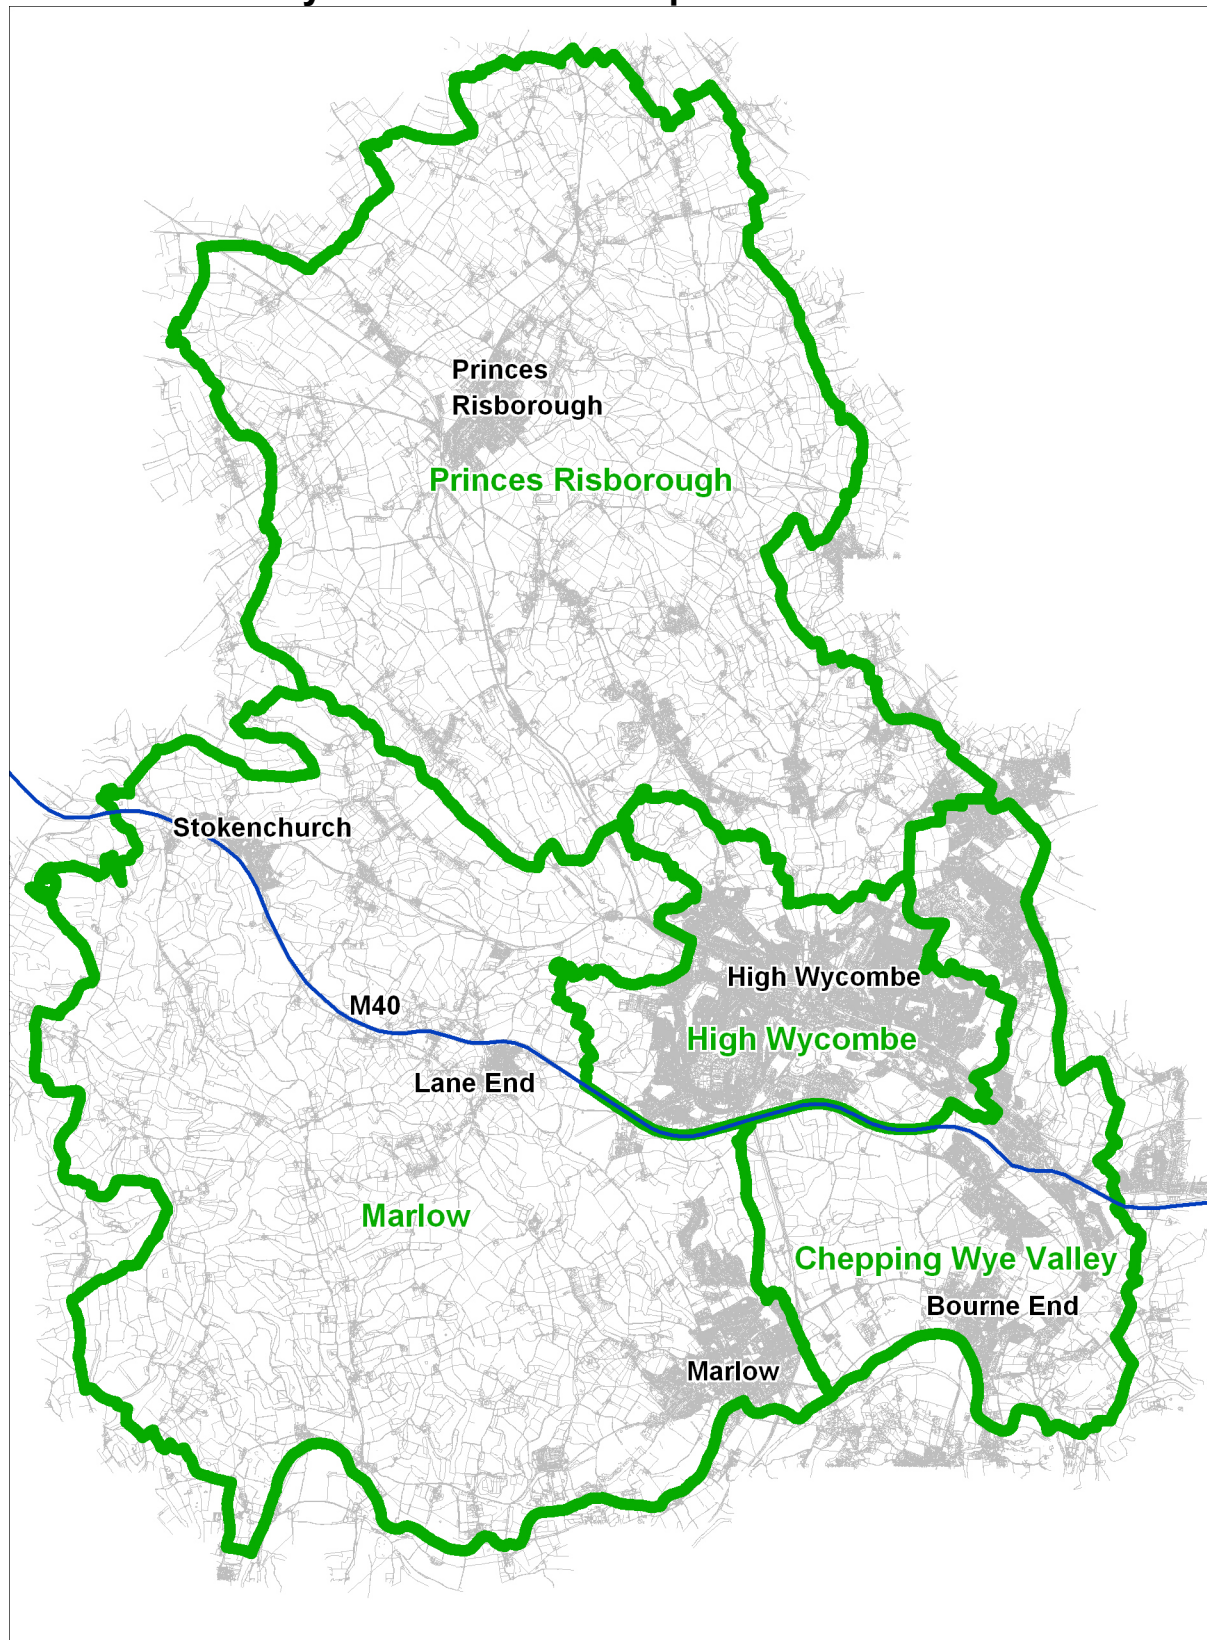 Princes
Risborough
Princes Risborough
Stokenchurch
High Wycombe
M40
High Wycombe
Lane End
Marlow
Chepping Wye Valley
Bourne End
Marlow